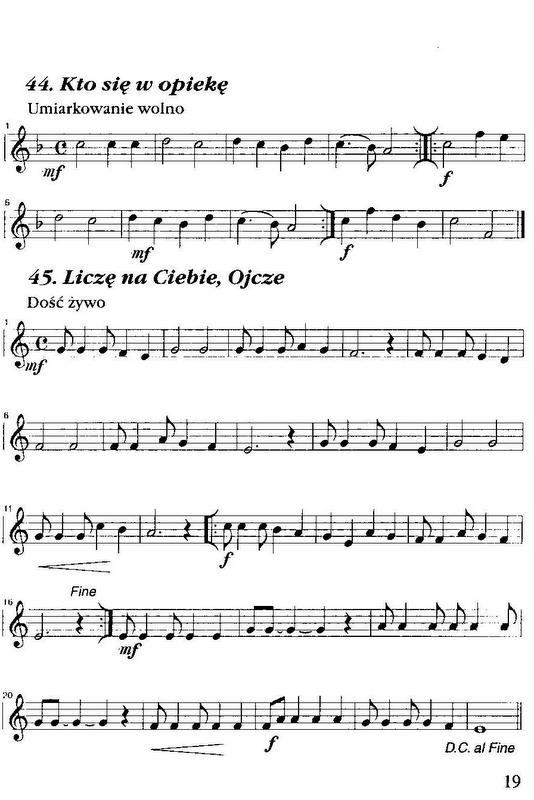 44. Kto się w opiekę
Umiarkowanie wolno
1
mf
f
6
mf
f
45. Liczę na Ciebie, Ojcze
Dość żywo
1
mf
6
11
f
Fine
16
mf
20
f
D.C. al Fine
19